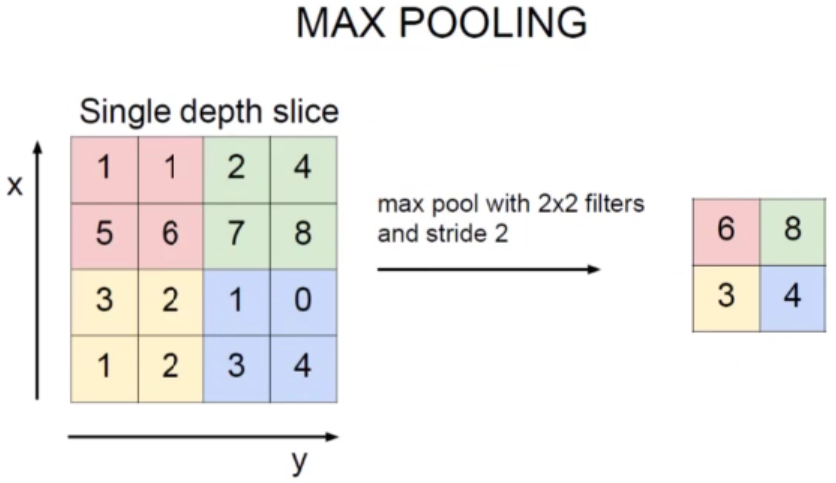 MAX POOLING
Single depth slice
x
1 1 2 4
5 6 7 8
3 2 1 0
1 2 3 4
y
max pool with 2x2 filters
and stride 2
6 8
3 4